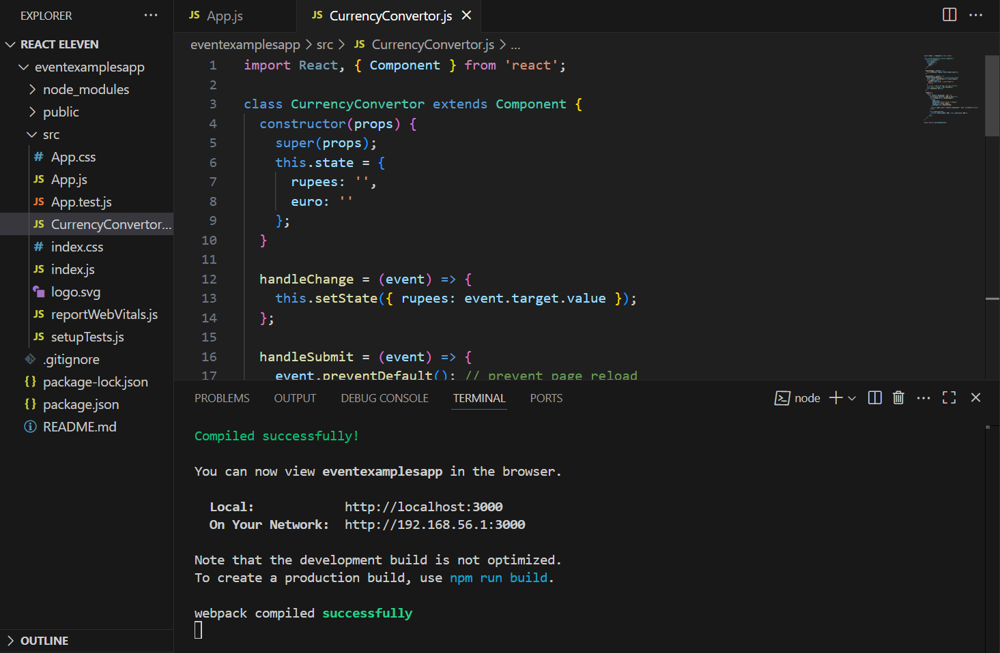 EXPLORER
REACT ELEVEN
eventexamplesapp
node_modules
public
src
App.css
App.js
App.test.js
CurrencyConvertor...
index.css
index.js
logo.svg
reportWebVitals.js
setupTests.js
.gitignore
package-lock.json
package.json
README.md
OUTLINE
JS App.js
JS CurrencyConvertor.js
eventexamplesapp > src > JS CurrencyConvertor.js > ...
1 import React, { Component } from 'react';
2
3 class CurrencyConvertor extends Component {
4 constructor(props) {
5 super(props);
6 this.state = {
7 rupees: '',
8 euro: ''
9 };
10 }
11
12 handleChange = (event) => {
13 this.setState({ rupees: event.target.value });
14 };
15
16 handleSubmit = (event) => {
17 event.preventDefault(); // prevent page reload
PROBLEMS OUTPUT DEBUG CONSOLE TERMINAL PORTS node
Compiled successfully!
You can now view eventexamplesapp in the browser.
Local: http://localhost:3000
On Your Network: http://192.168.56.1:3000
Note that the development build is not optimized.
To create a production build, use npm run build.
webpack compiled successfully